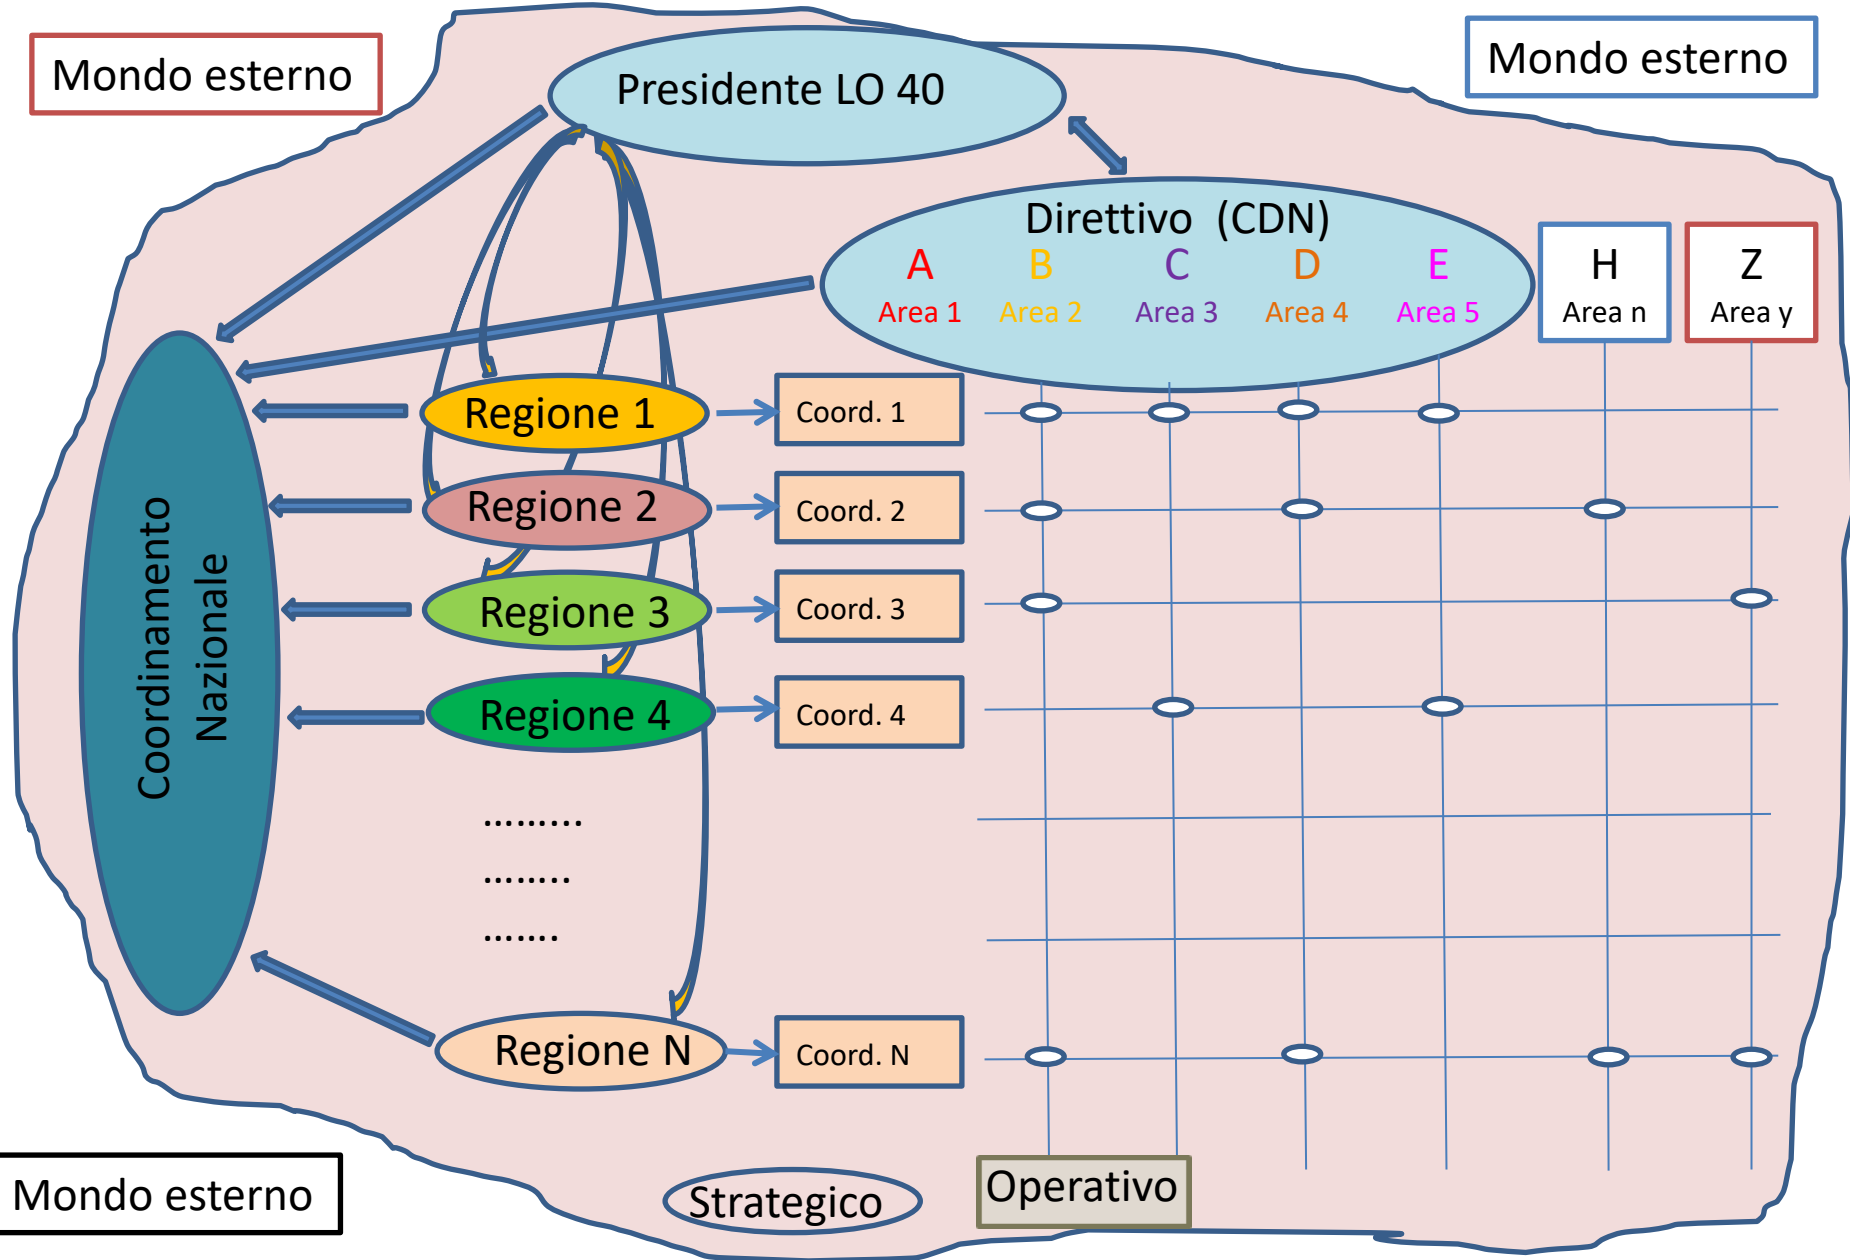 Mondo esterno
Presidente LO 40
Mondo esterno
Direttivo (CDN)
A B C D E
Area 1 Area 2 Area 3 Area 4 Area 5
H
Area n
Z
Area y
Coordinamento
Nazionale
Regione 1
Coord. 1
Regione 2
Coord. 2
Regione 3
Coord. 3
Regione 4
Coord. 4
………
……..
…….
Regione N
Coord. N
Mondo esterno
Strategico
Operativo